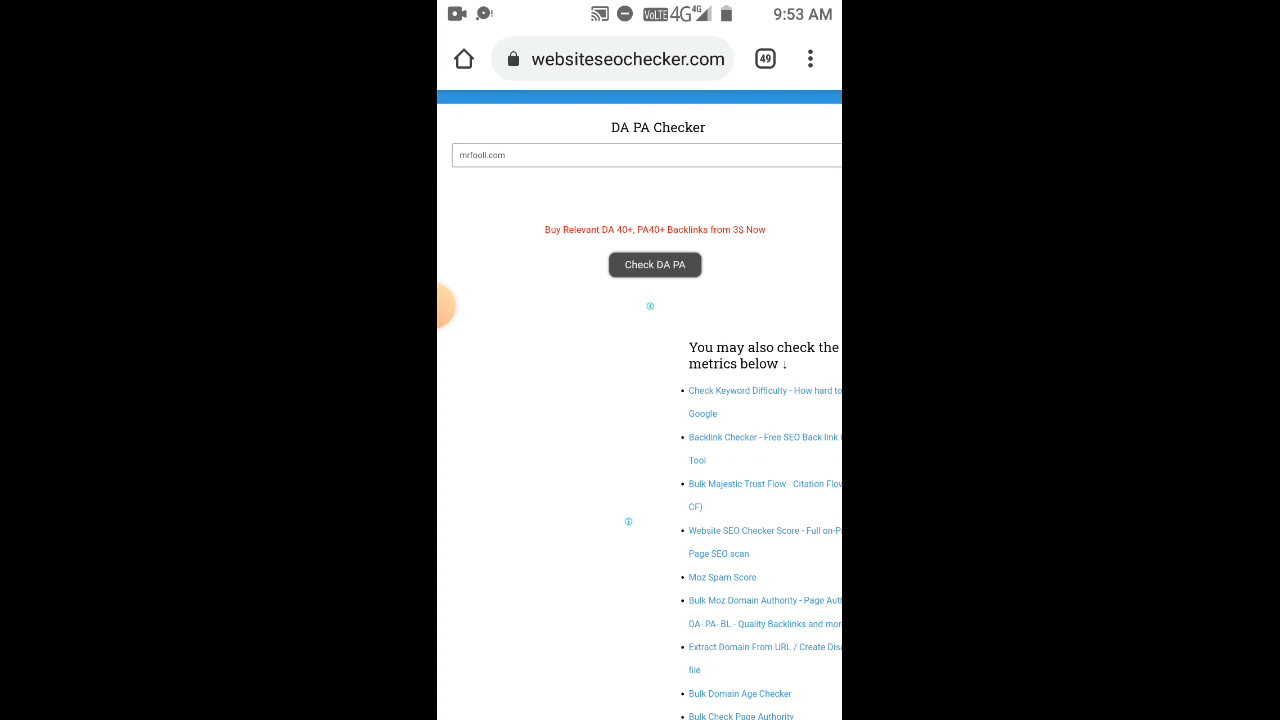 VoLTE 4G 4G 9:53 AM
websiteseochecker.com 49
DA PA Checker
mrfooll.com
Buy Relevant DA 40+, PA40+ Backlinks from 3$ Now
Check DA PA
You may also check the
metrics below ↓
Check Keyword Difficulty - How hard to
Google
Backlink Checker - Free SEO Back link
Tool
Bulk Majestic Trust Flow - Citation Flow
CF)
Website SEO Checker Score - Full on-
Page SEO scan
Moz Spam Score
Bulk Moz Domain Authority - Page
DA- PA- BL - Quality Backlinks and
Extract Domain From URL / Create
file
Bulk Domain Age Checker
Bulk Check Page Authority